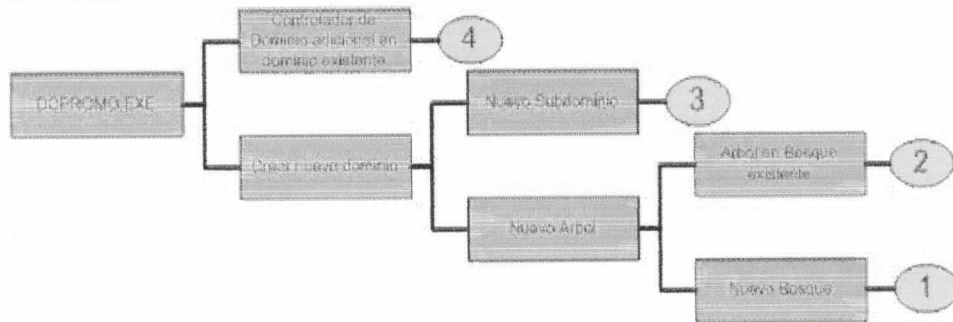 Controlador de
Dominio adicional en
dominio existente
4
DCPROMO.EXE
Nuevo Subdominio
3
Crear nuevo dominio
Arbol en Bosque
existente
2
Nuevo Arbol
Nuevo Bosque
1